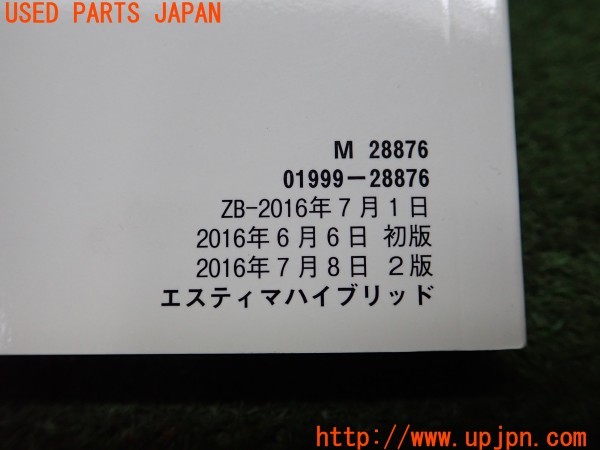 USED PARTS JAPAN
M 28876
01999-28876
ZB-2016年7月1日
2016年6月6日 初版
2016年7月8日 2版
エスティマハイブリッド
http://www.upjpn.com